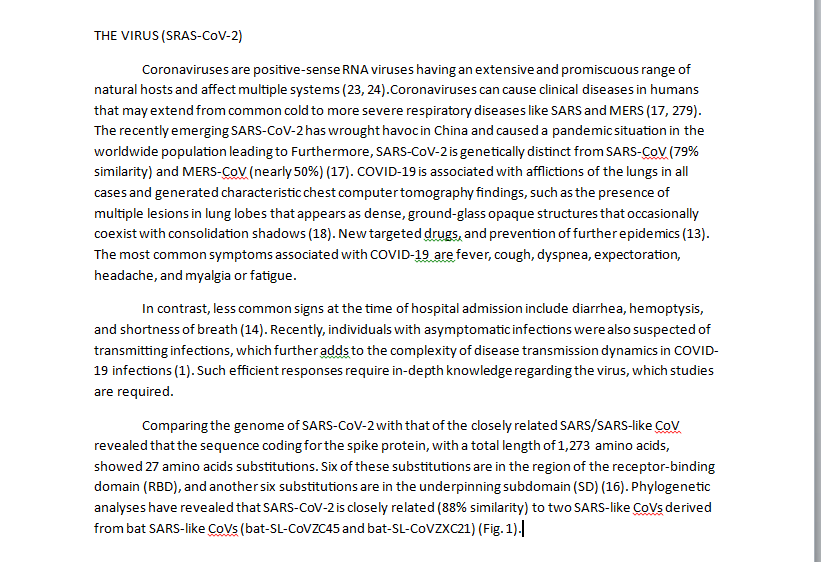 THE VIRUS (SRAS-CoV-2)
Coronaviruses are positive-sense RNA viruses having an extensive and promiscuous range of
natural hosts and affect multiple systems (23, 24).Coronaviruses can cause clinical diseases in humans
that may extend from common cold to more severe respiratory diseases like SARS and MERS (17, 279).
The recently emerging SARS-CoV-2 has wrought havoc in China and caused a pandemic situation in the
worldwide population leading to Furthermore, SARS-CoV-2 is genetically distinct from SARS-CoV (79%
similarity) and MERS-CoV (nearly 50%) (17). COVID-19 is associated with afflictions of the lungs in all
cases and generated characteristic chest computer tomography findings, such as the presence of
multiple lesions in lung lobes that appears as dense, ground-glass opaque structures that occasionally
coexist with consolidation shadows (18). New targeted drugs, and prevention of further epidemics (13).
The most common symptoms associated with COVID-19 are fever, cough, dyspnea, expectoration,
headache, and myalgia or fatigue.
In contrast, less common signs at the time of hospital admission include diarrhea, hemoptysis,
and shortness of breath (14). Recently, individuals with asymptomatic infections were also suspected of
transmitting infections, which further adds to the complexity of disease transmission dynamics in COVID-
19 infections (1). Such efficient responses require in-depth knowledge regarding the virus, which studies
are required.
Comparing the genome of SARS-CoV-2 with that of the closely related SARS/SARS-like CoV
revealed that the sequence coding for the spike protein, with a total length of 1,273 amino acids,
showed 27 amino acids substitutions. Six of these substitutions are in the region of the receptor-binding
domain (RBD), and another six substitutions are in the underpinning subdomain (SD) (16). Phylogenetic
analyses have revealed that SARS-CoV-2 is closely related (88% similarity) to two SARS-like CoVs derived
from bat SARS-like CoVs (bat-SL-CoVZC45 and bat-SL-CoVZXC21) (Fig. 1).